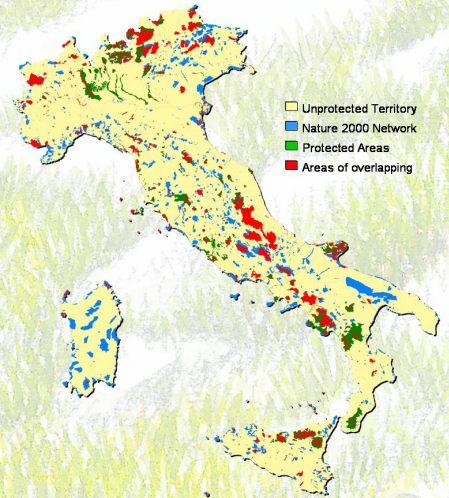 Unprotected Territory
Nature 2000 Network
Protected Areas
Areas of overlapping